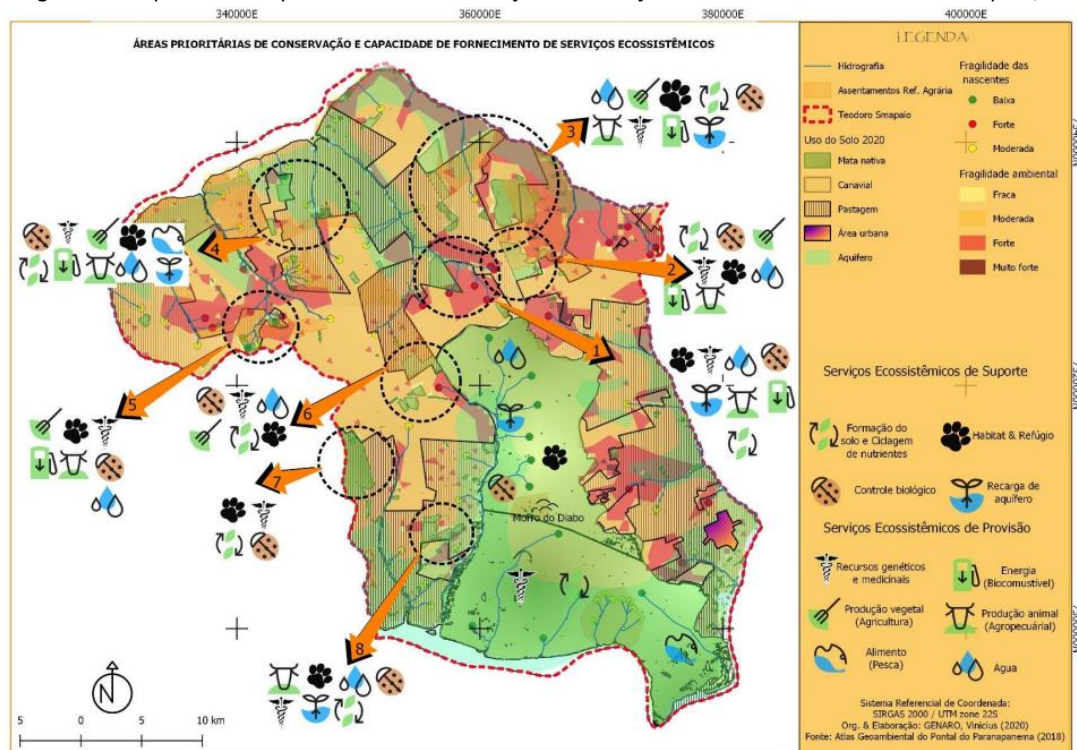 340000E 360000E 380000E 400000E
ÁREAS PRIORITÁRIAS DE CONSERVAÇÃO E CAPACIDADE DE FORNECIMENTO DE SERVIÇOS ECOSSISTÊMICOS
3
4
2
1
5
6
7
8
Morro do Diabo
N
5 0 5 10 km
LEGENDA:
Hidrografia
Assentamentos Ref. Agrária
Teodoro Smapaio
Uso do Solo 2020
Mata nativa
Canavial
Pastagem
Área urbana
Aquífero
Fragilidade das
nascentes
Baixa
Forte
Moderada
Fragilidade ambiental
Fraca
Moderada
Forte
Muito forte
Serviços Ecossistêmicos de Suporte
Formação do
solo e Ciclagem
de nutrientes
Habitat & Refúgio
Controle biológico
Recarga de
aquífero
Serviços Ecossistêmicos de Provisão
Recursos genéticos
e medicinais
Energia
(Biocomustível)
Produção vegetal
(Agricultura)
Produção animal
(Agropecuárial)
Alimento
(Pesca)
Agua
Sistema Referencial de Coordenada:
SIRGAS 2000 / UTM zone 22S
Org. & Elaboração: GENARO, Vinicius (2020)
Fonte: Atlas Geoambiental do Pontal do Paranapanema (2018)